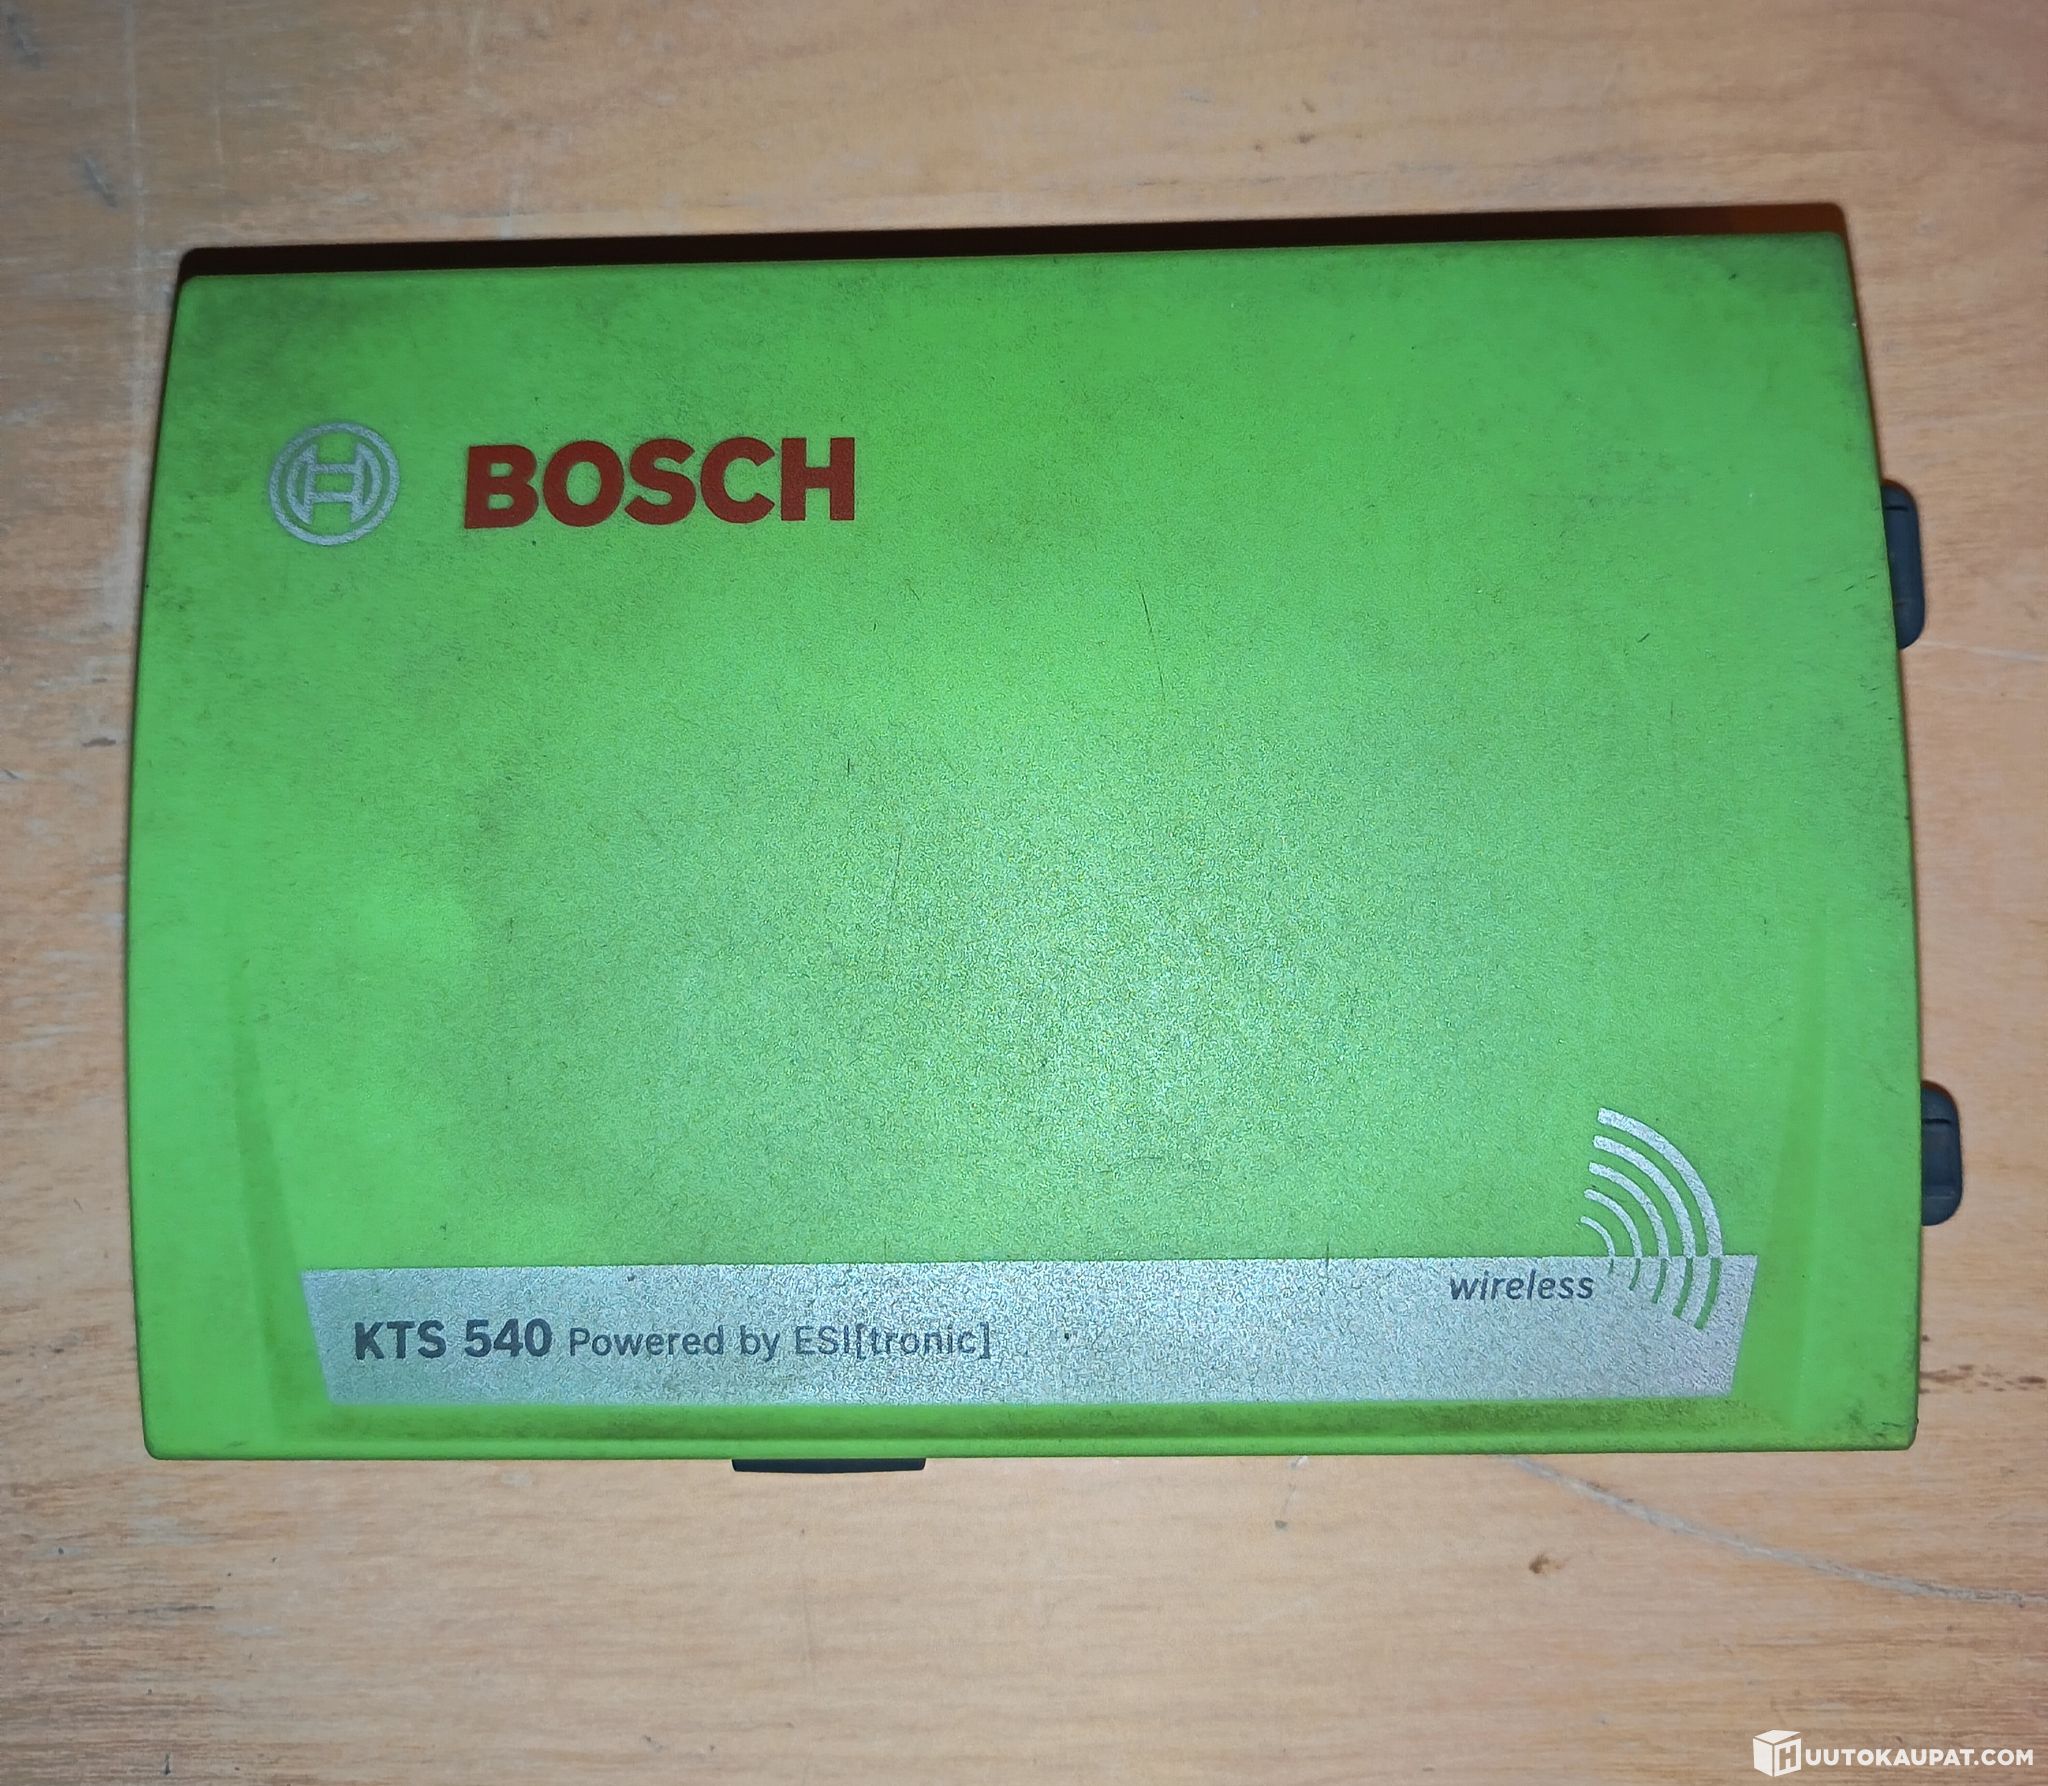 BOSCH
wireless
KTS 540 Powered by ESI[tronic]
HUUTOKAUPAT.COM